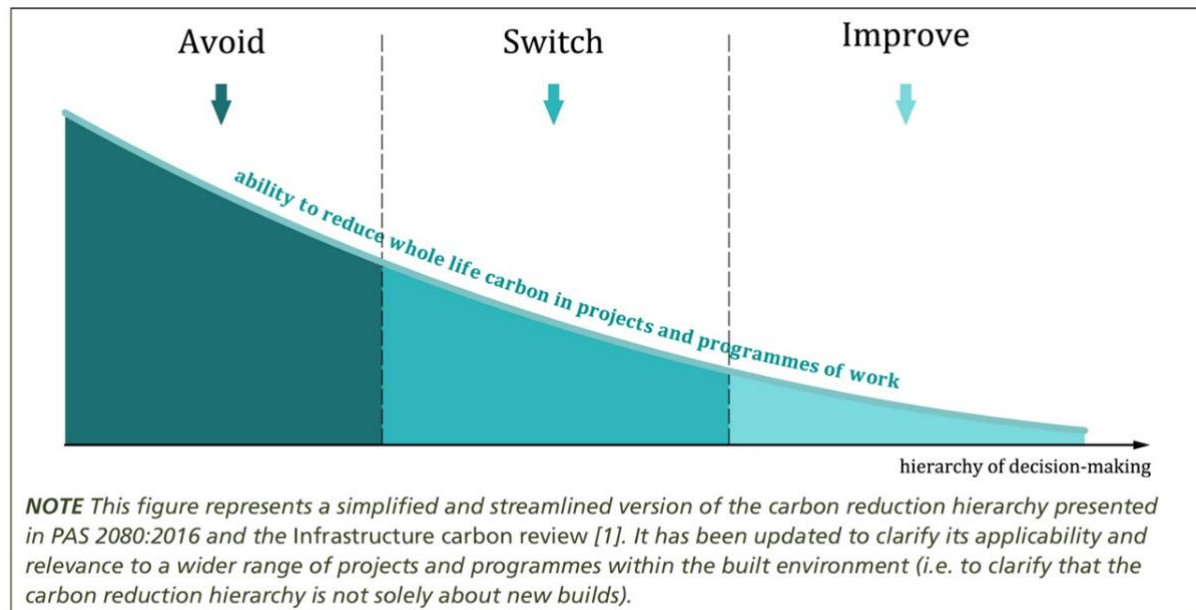 Avoid
Switch
Improve
ability to reduce whole life carbon in projects and programmes of work
hierarchy of decision-making
NOTE This figure represents a simplified and streamlined version of the carbon reduction hierarchy presented
in PAS 2080:2016 and the Infrastructure carbon review [1]. It has been updated to clarify its applicability and
relevance to a wider range of projects and programmes within the built environment (i.e. to clarify that the
carbon reduction hierarchy is not solely about new builds).